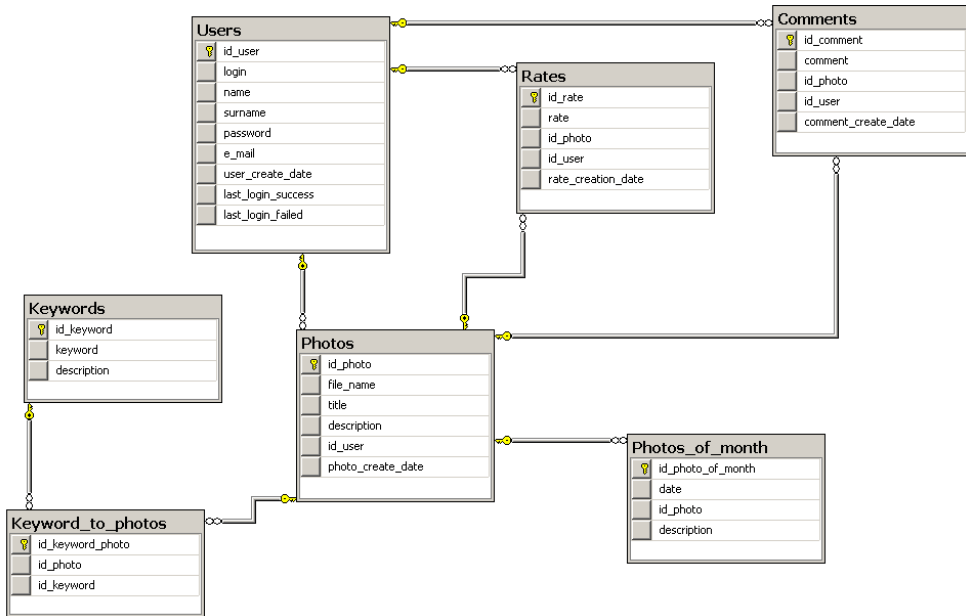 Users
id_user
login
name
surname
password
e_mail
user_create_date
last_login_success
last_login_failed
Comments
id_comment
comment
id_photo
id_user
comment_create_date
Rates
id_rate
rate
id_photo
id_user
rate_creation_date
Keywords
id_keyword
keyword
description
Photos
id_photo
file_name
title
description
id_user
photo_create_date
Photos_of_month
id_photo_of_month
date
id_photo
description
Keyword_to_photos
id_keyword_photo
id_photo
id_keyword